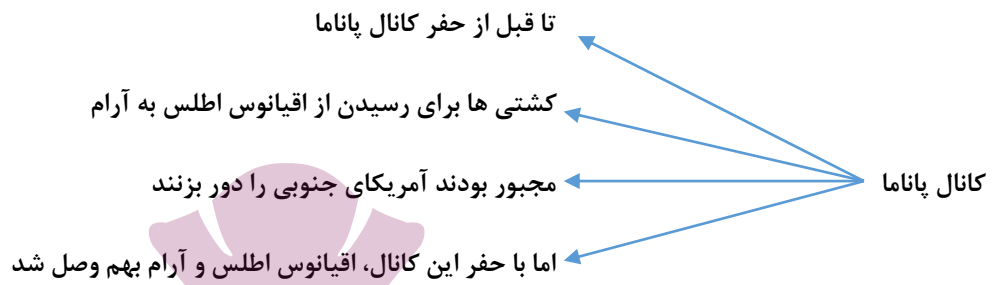 تا قبل از حفر کانال پاناما
کشتی ها برای رسیدن از اقیانوس اطلس به آرام
مجبور بودند آمریکای جنوبی را دور بزنند
کانال پاناما
اما با حفر این کانال، اقیانوس اطلس و آرام بهم وصل شد